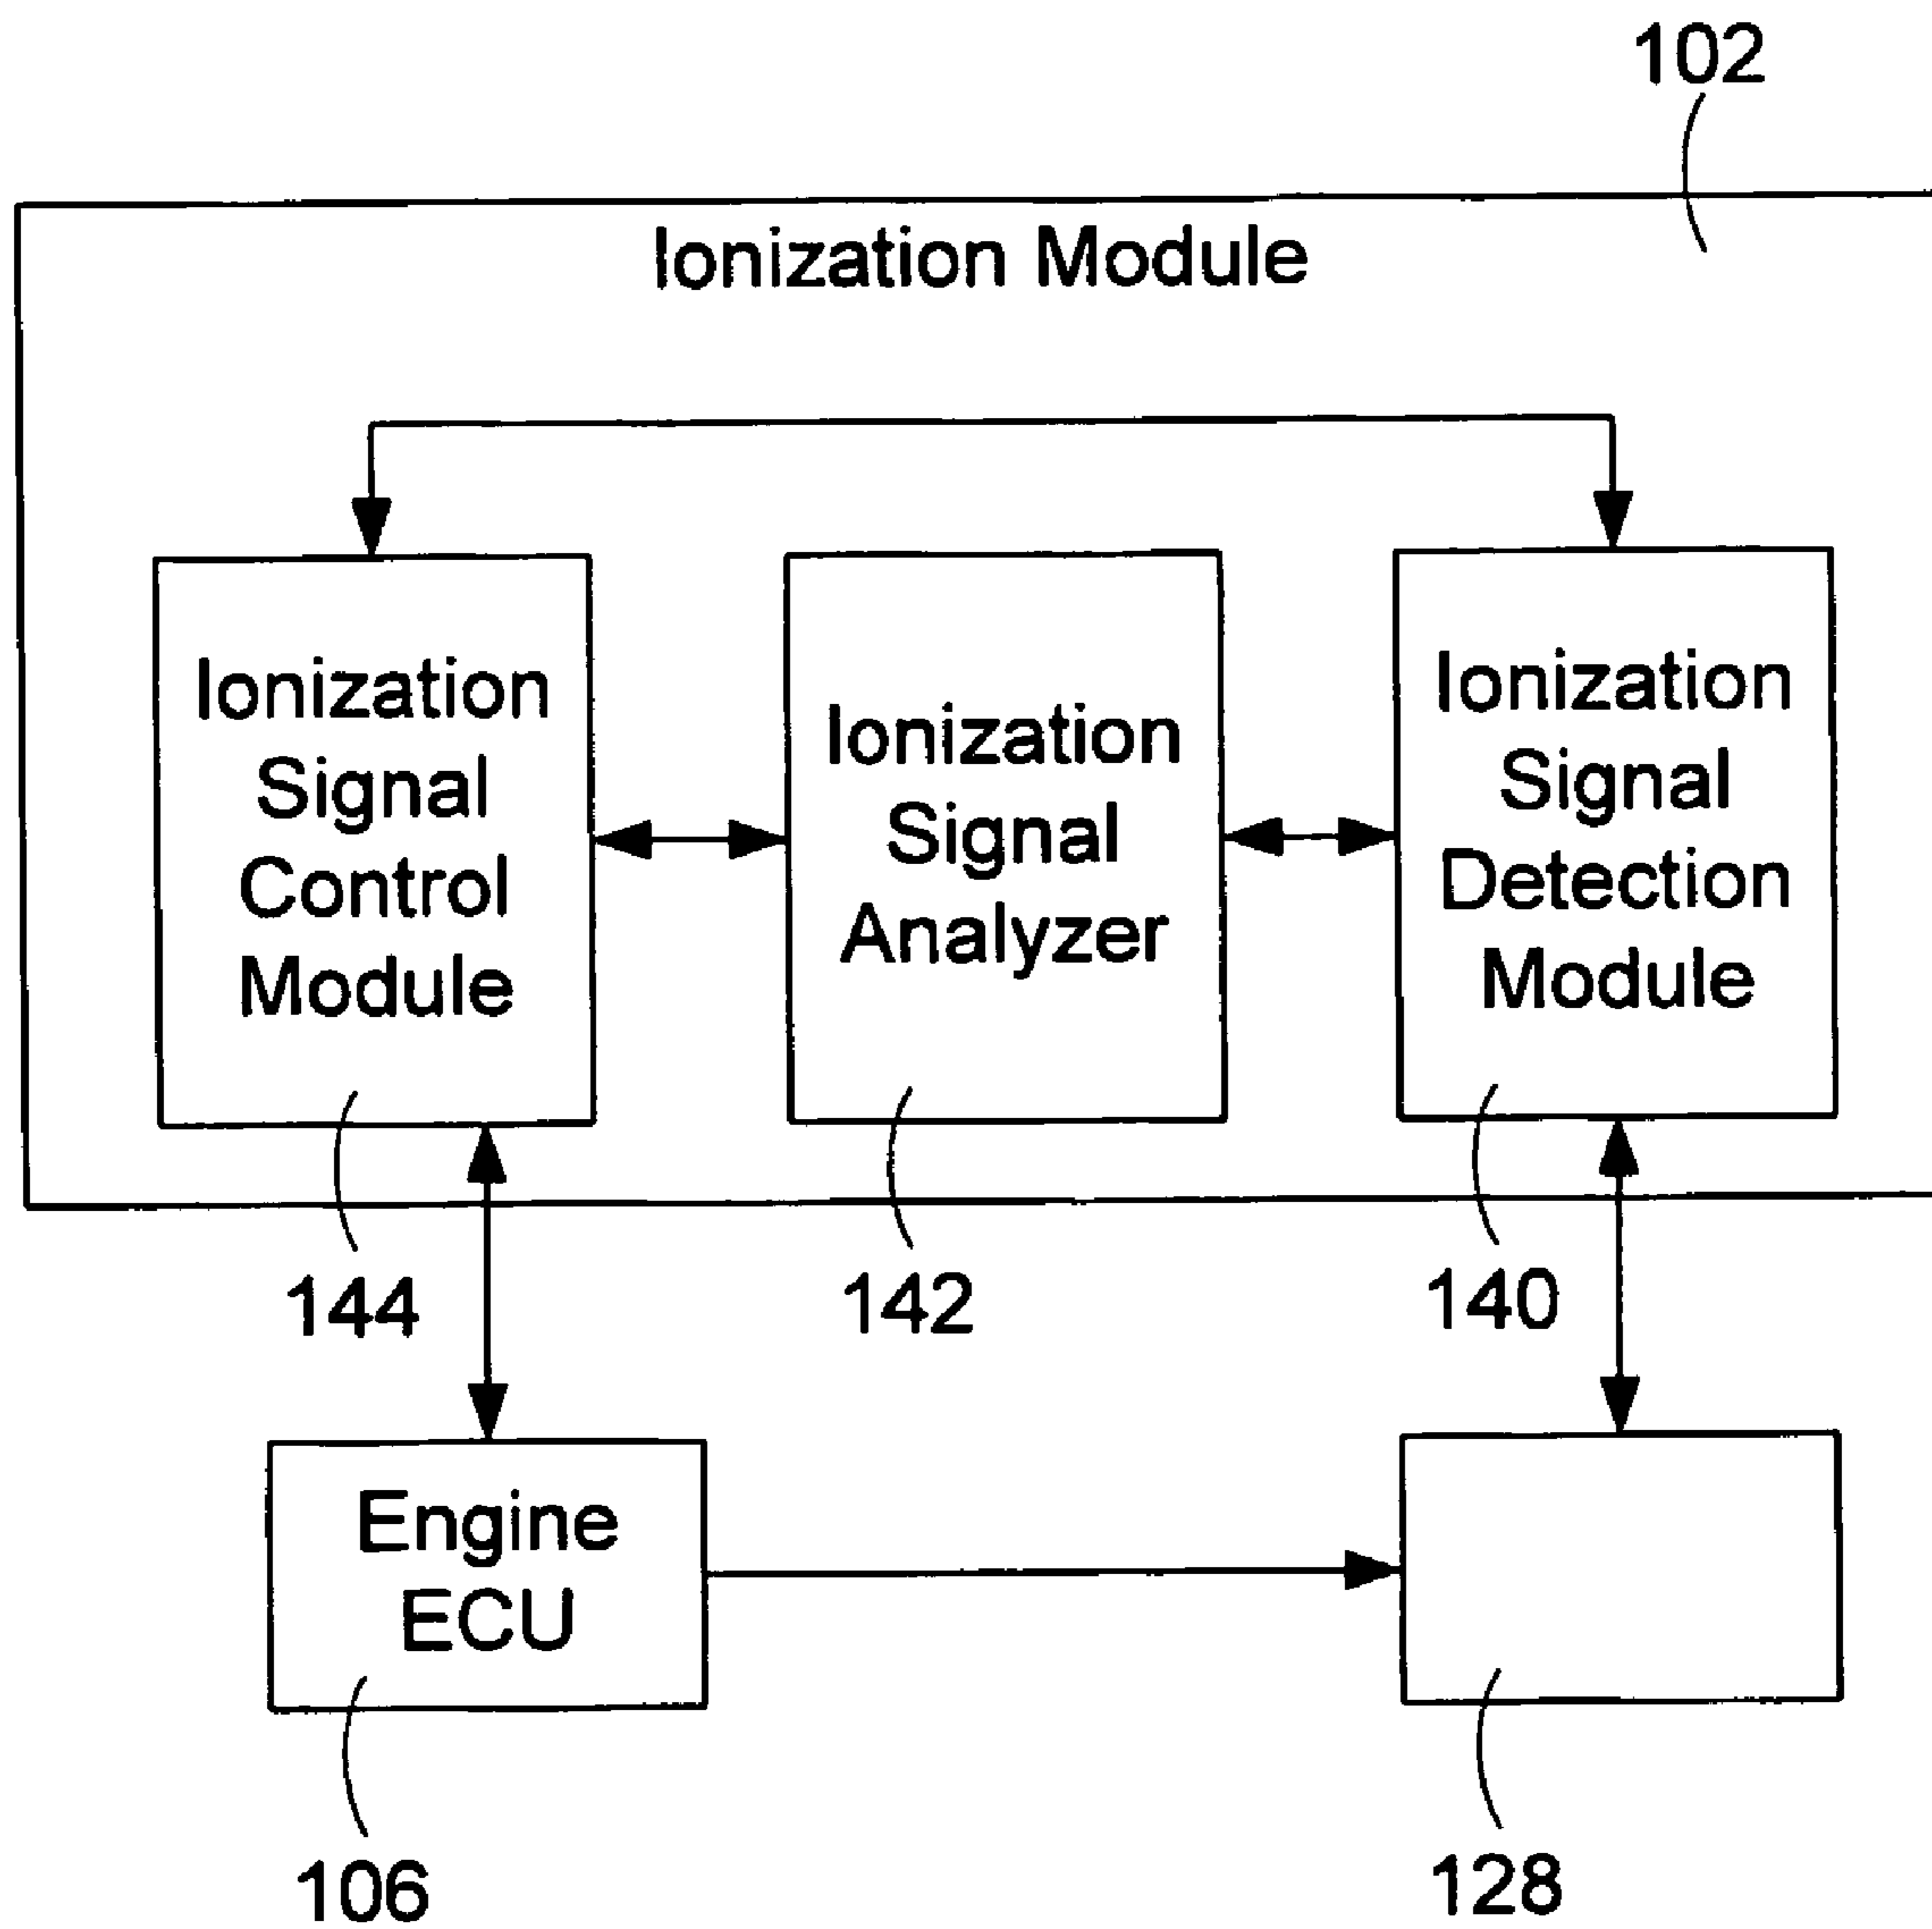 102
Ionization Module
Ionization
Signal
Control
Module
Ionization
Signal
Analyzer
Ionization
Signal
Detection
Module
144
142
140
Engine
ECU
106
128